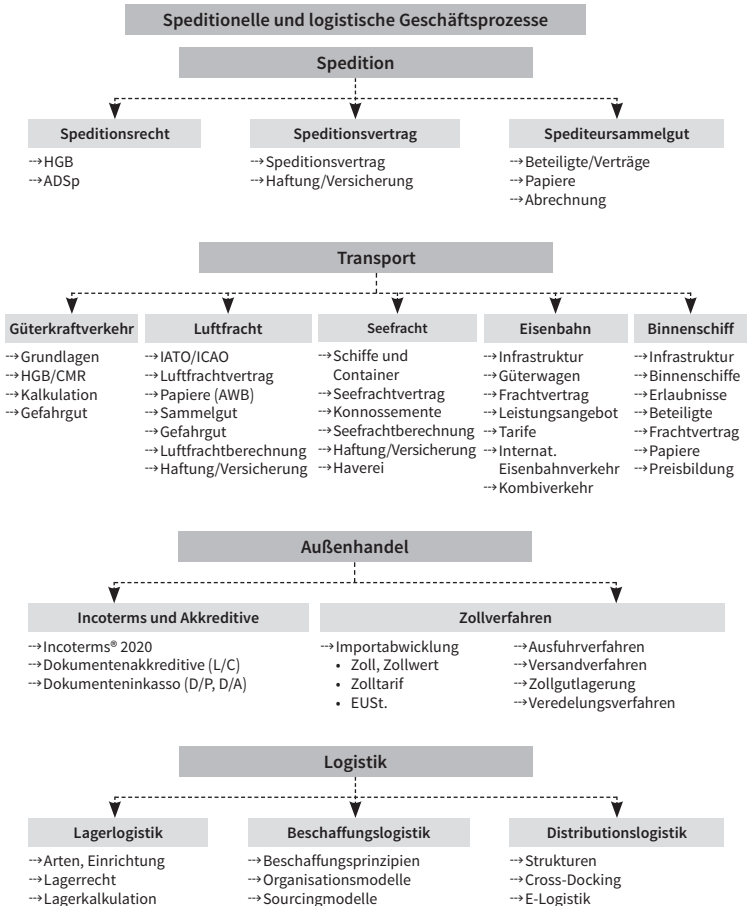 Speditionelle und logistische Geschäftsprozesse
Spedition
Speditionsrecht
⤏HGB
⤏ADSp
Speditionsvertrag
⤏Speditionsvertrag
⤏Haftung/Versicherung
Spediteursammelgut
⤏Beteiligte/Verträge
⤏Papiere
⤏Abrechnung
Transport
Güterkraftverkehr
⤏Grundlagen
⤏HGB/CMR
⤏Kalkulation
⤏Gefahrgut
Luftfracht
⤏IATO/ICAO
⤏Luftfrachtvertrag
⤏Papiere (AWB)
⤏Sammelgut
⤏Gefahrgut
⤏Luftfrachtberechnung
⤏Haftung/Versicherung
Seefracht
⤏Schiffe und
Container
⤏Seefrachtvertrag
⤏Konnossemente
⤏Seefrachtberechnung
⤏Haftung/Versicherung
⤏Haverei
Eisenbahn
⤏Infrastruktur
⤏Güterwagen
⤏Frachtvertrag
⤏Leistungsangebot
⤏Tarife
⤏Internat.
Eisenbahnverkehr
⤏Kombiverkehr
Binnenschiff
⤏Infrastruktur
⤏Binnenschiffe
⤏Erlaubnisse
⤏Beteiligte
⤏Frachtvertrag
⤏Papiere
⤏Preisbildung
Außenhandel
Incoterms und Akkreditive
⤏Incoterms® 2020
⤏Dokumentenakkreditive (L/C)
⤏Dokumenteninkasso (D/P, D/A)
Zollverfahren
⤏Importabwicklung
• Zoll, Zollwert
• Zolltarif
• EUSt.
⤏Ausfuhrverfahren
⤏Versandverfahren
⤏Zollgutlagerung
⤏Veredelungsverfahren
Logistik
Lagerlogistik
⤏Arten, Einrichtung
⤏Lagerrecht
⤏Lagerkalkulation
Beschaffungslogistik
⤏Beschaffungsprinzipien
⤏Organisationsmodelle
⤏Sourcingmodelle
Distributionslogistik
⤏Strukturen
⤏Cross-Docking
⤏E-Logistik